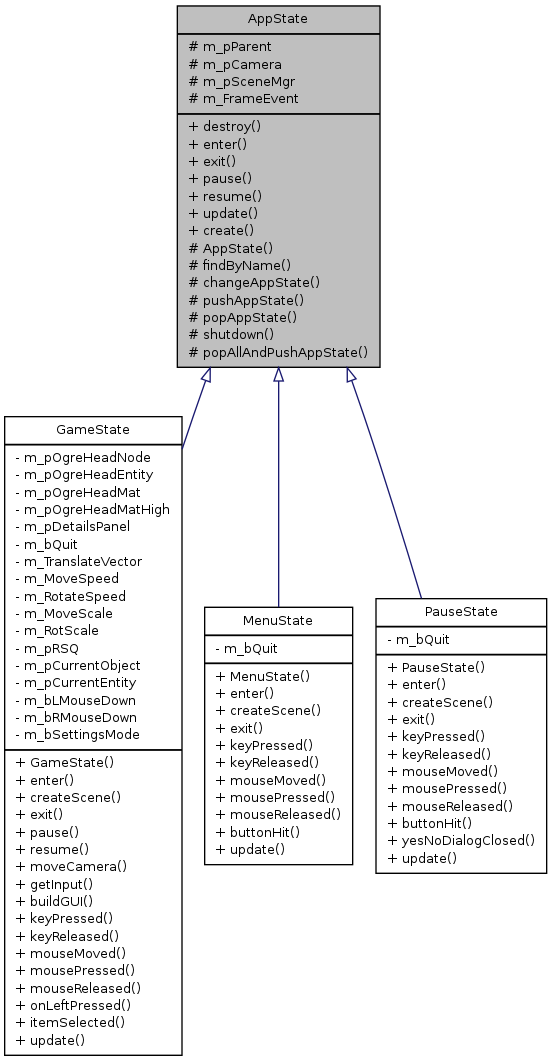 AppState
# m_pParent
# m_pCamera
# m_pSceneMgr
# m_FrameEvent
+ destroy()
+ enter()
+ exit()
+ pause()
+ resume()
+ update()
+ create()
# AppState()
# findByName()
# changeAppState()
# pushAppState()
# popAppState()
# shutdown()
# popAllAndPushAppState()
GameState
- m_pOgreHeadNode
- m_pOgreHeadEntity
- m_pOgreHeadMat
- m_pOgreHeadMatHigh
- m_pDetailsPanel
- m_bQuit
- m_TranslateVector
- m_MoveSpeed
- m_RotateSpeed
- m_MoveScale
- m_RotScale
- m_pRSQ
- m_pCurrentObject
- m_pCurrentEntity
- m_bLMouseDown
- m_bRMouseDown
- m_bSettingsMode
+ GameState()
+ enter()
+ createScene()
+ exit()
+ pause()
+ resume()
+ moveCamera()
+ getInput()
+ buildGUI()
+ keyPressed()
+ keyReleased()
+ mouseMoved()
+ mousePressed()
+ mouseReleased()
+ onLeftPressed()
+ itemSelected()
+ update()
MenuState
- m_bQuit
+ MenuState()
+ enter()
+ createScene()
+ exit()
+ keyPressed()
+ keyReleased()
+ mouseMoved()
+ mousePressed()
+ mouseReleased()
+ buttonHit()
+ update()
PauseState
- m_bQuit
+ PauseState()
+ enter()
+ createScene()
+ exit()
+ keyPressed()
+ keyReleased()
+ mouseMoved()
+ mousePressed()
+ mouseReleased()
+ buttonHit()
+ yesNoDialogClosed()
+ update()